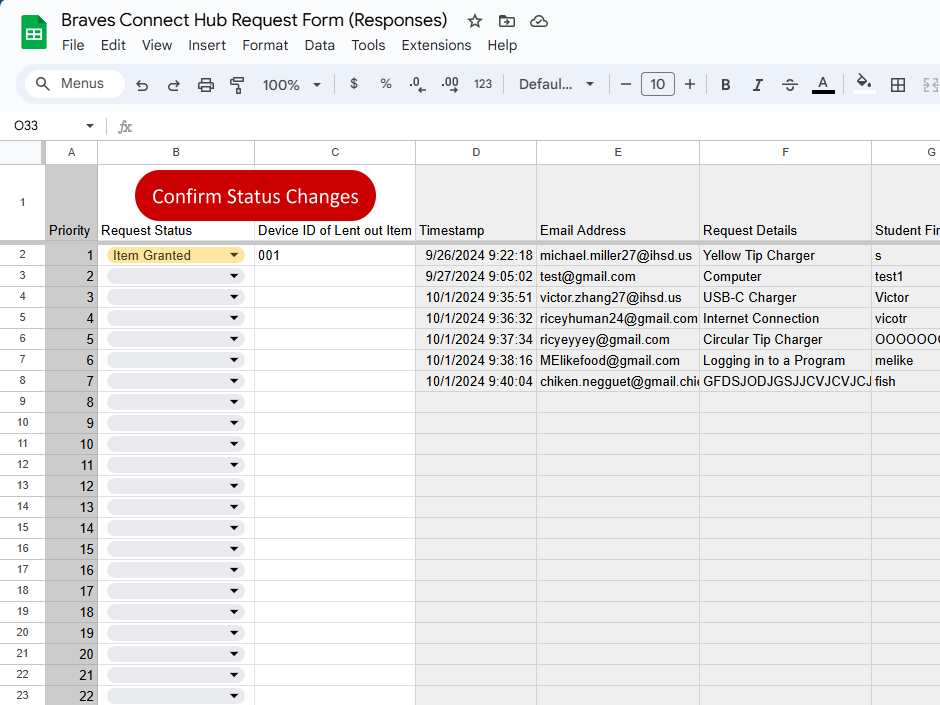 Braves Connect Hub Request Form (Responses)
File Edit View Insert Format Data Tools Extensions Help
Menus 100% $ % .0 .00 123 Defaul... − 10 + B I A
O33 fx
A B C D E F G
Confirm Status Changes
1 Priority Request Status Device ID of Lent out Item Timestamp Email Address Request Details Student Fir
2 1 Item Granted 001 9/26/2024 9:22:18 michael.miller27@ihsd.us Yellow Tip Charger s
3 2 9/27/2024 9:05:02 test@gmail.com Computer test1
4 3 10/1/2024 9:35:51 victor.zhang27@ihsd.us USB-C Charger Victor
5 4 10/1/2024 9:36:32 riceyhuman24@gmail.com Internet Connection vicotr
6 5 10/1/2024 9:37:34 ricyeyyey@gmail.com Circular Tip Charger OOOOOOO
7 6 10/1/2024 9:38:16 MElikefood@gmail.com Logging in to a Program melike
8 7 10/1/2024 9:40:04 chiken.negguet@gmail.chi GFDSJODJGSJJCVJCVJCJ fish
9 8
10 9
11 10
12 11
13 12
14 13
15 14
16 15
17 16
18 17
19 18
20 19
21 20
22 21
23 22